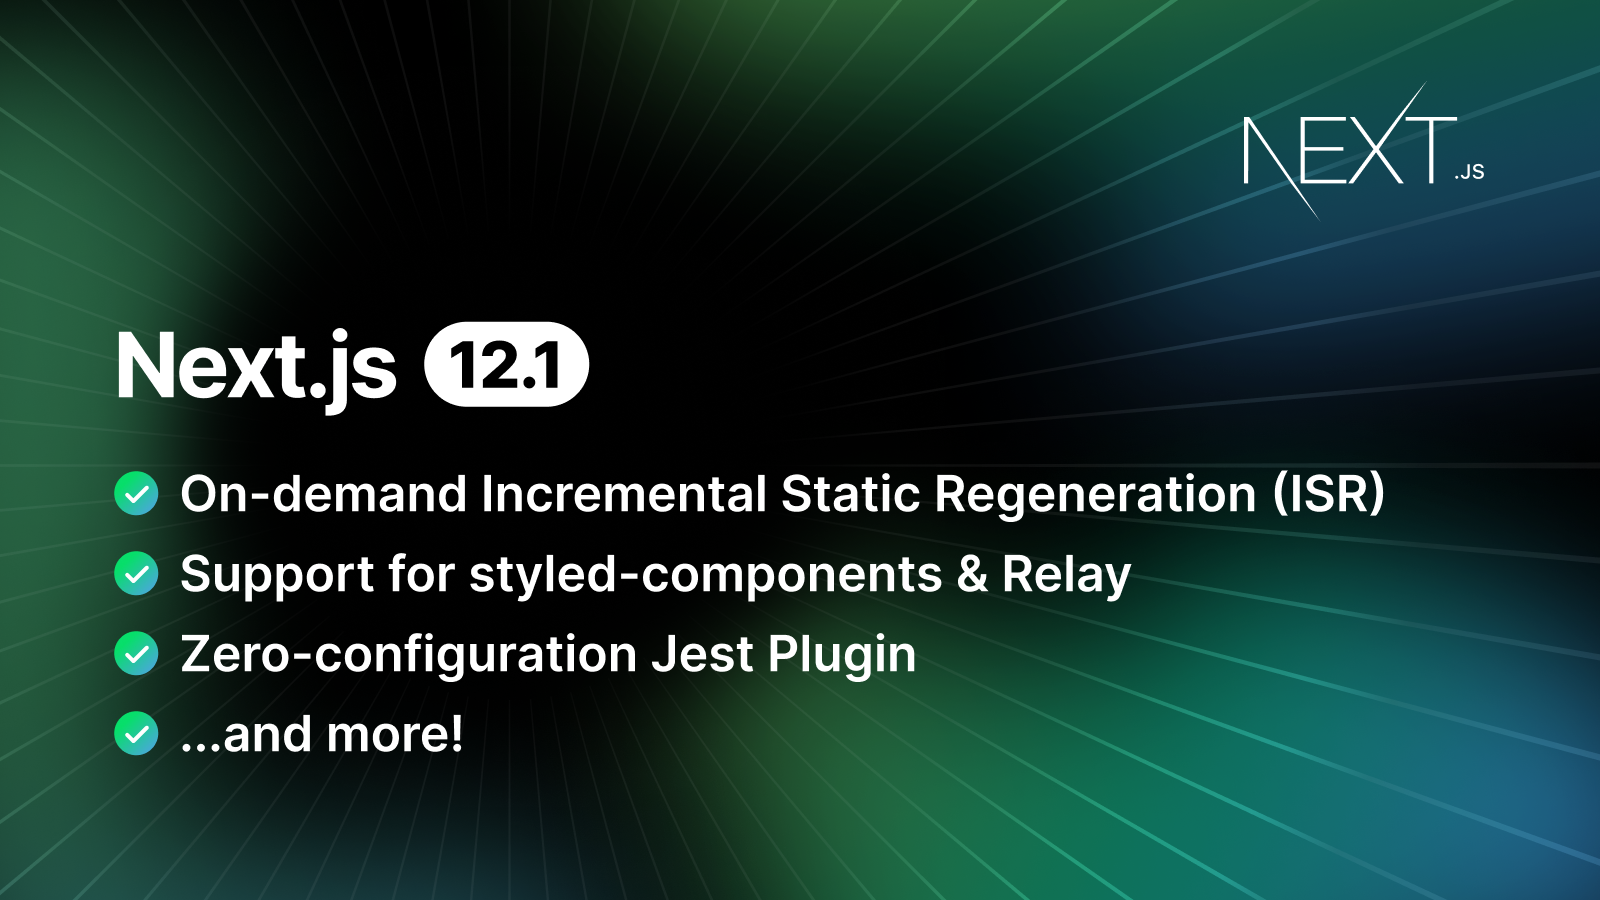 NEXT.JS
Next.js 12.1
On-demand Incremental Static Regeneration (ISR)
Support for styled-components & Relay
Zero-configuration Jest Plugin
...and more!